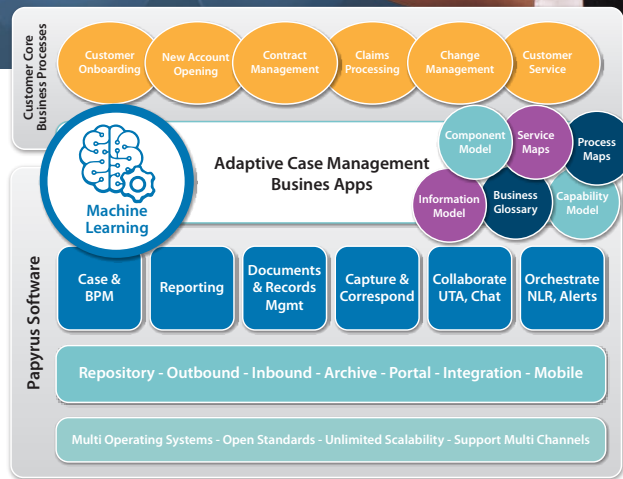 Customer Core
Business Processes
Customer
Onboarding
New Account
Opening
Contract
Management
Claims
Processing
Change
Management
Customer
Service
Machine
Learning
Adaptive Case Management
Busines Apps
Component
Model
Service
Maps
Process
Maps
Information
Model
Business
Glossary
Capability
Model
Papyrus Software
Case &
BPM
Reporting
Documents
& Records
Mgmt
Capture &
Correspond
Collaborate
UTA, Chat
Orchestrate
NLR, Alerts
Repository - Outbound - Inbound - Archive - Portal - Integration - Mobile
Multi Operating Systems - Open Standards - Unlimited Scalability - Support Multi Channels